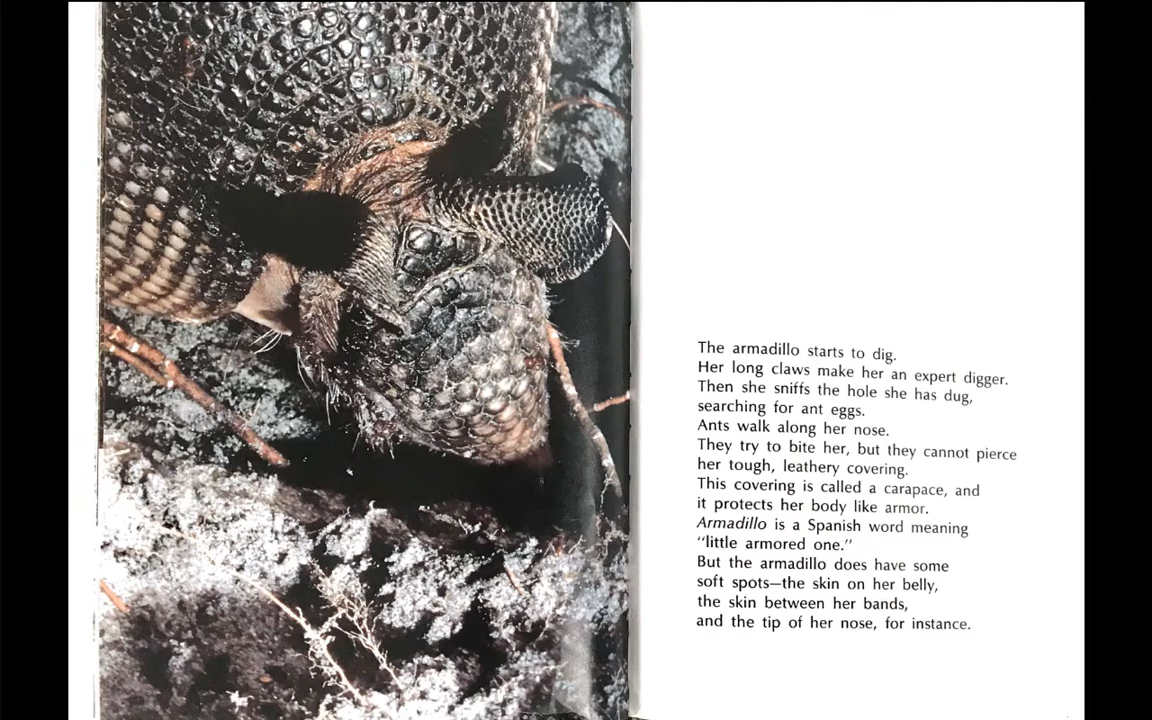 The armadillo starts to dig.
Her long claws make her an expert digger.
Then she sniffs the hole she has dug,
searching for ant eggs.
Ants walk along her nose.
They try to bite her, but they cannot pierce
her tough, leathery covering.
This covering is called a carapace, and
it protects her body like armor.
Armadillo is a Spanish word meaning
“little armored one.”
But the armadillo does have some
soft spots—the skin on her belly,
the skin between her bands,
and the tip of her nose, for instance.